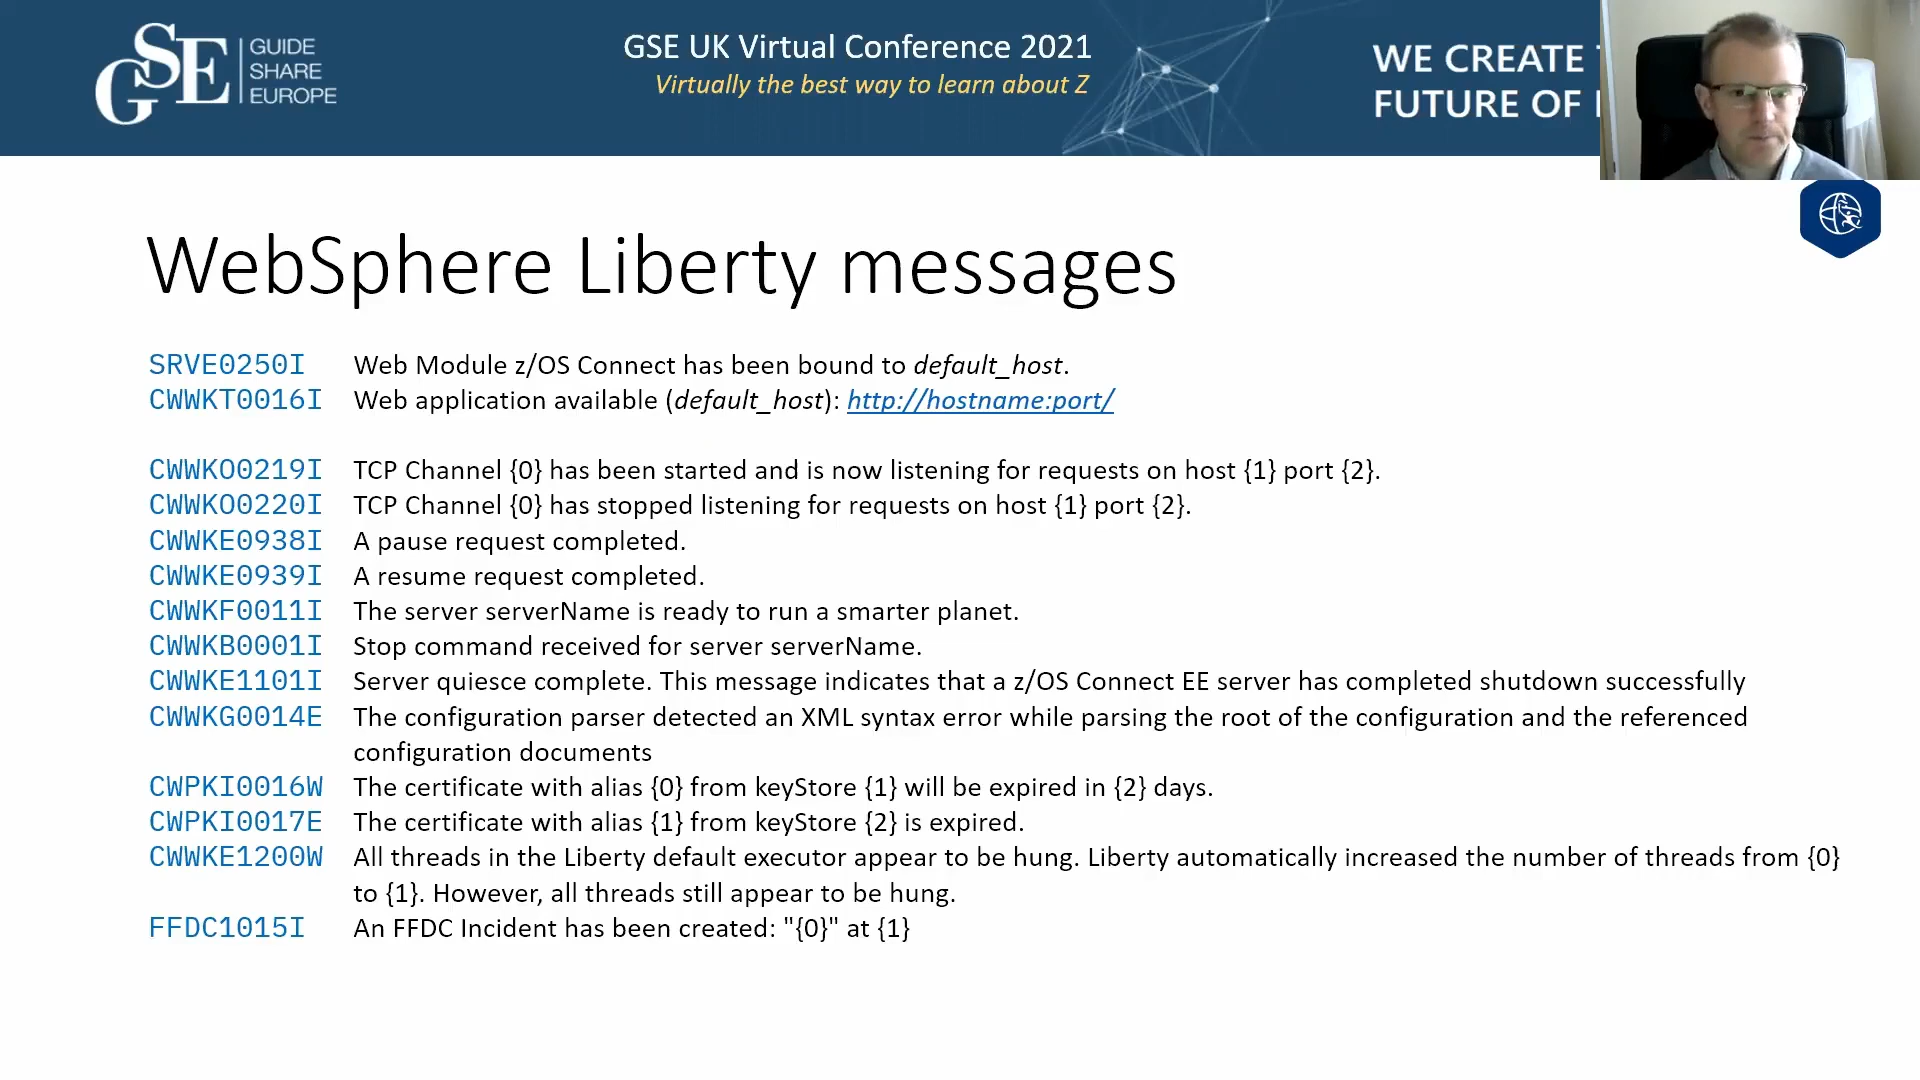 GSE
GUIDE
SHARE
EUROPE
GSE UK Virtual Conference 2021
Virtually the best way to learn about Z
WE CREATE
FUTURE OF
WebSphere Liberty messages
SRVE0250I Web Module z/OS Connect has been bound to default_host.
CWWKT0016I Web application available (default_host): http://hostname:port/
CWWKO0219I TCP Channel {0} has been started and is now listening for requests on host {1} port {2}.
CWWKO0220I TCP Channel {0} has stopped listening for requests on host {1} port {2}.
CWWKE0938I A pause request completed.
CWWKE0939I A resume request completed.
CWWKF0011I The server serverName is ready to run a smarter planet.
CWWKB0001I Stop command received for server serverName.
CWWKE1101I Server quiesce complete. This message indicates that a z/OS Connect EE server has completed shutdown successfully
CWWKG0014E The configuration parser detected an XML syntax error while parsing the root of the configuration and the referenced
configuration documents
CWPKI0016W The certificate with alias {0} from keyStore {1} will be expired in {2} days.
CWPKI0017E The certificate with alias {1} from keyStore {2} is expired.
CWWKE1200W All threads in the Liberty default executor appear to be hung. Liberty automatically increased the number of threads from {0}
to {1}. However, all threads still appear to be hung.
FFDC1015I An FFDC Incident has been created: "{0}" at {1}